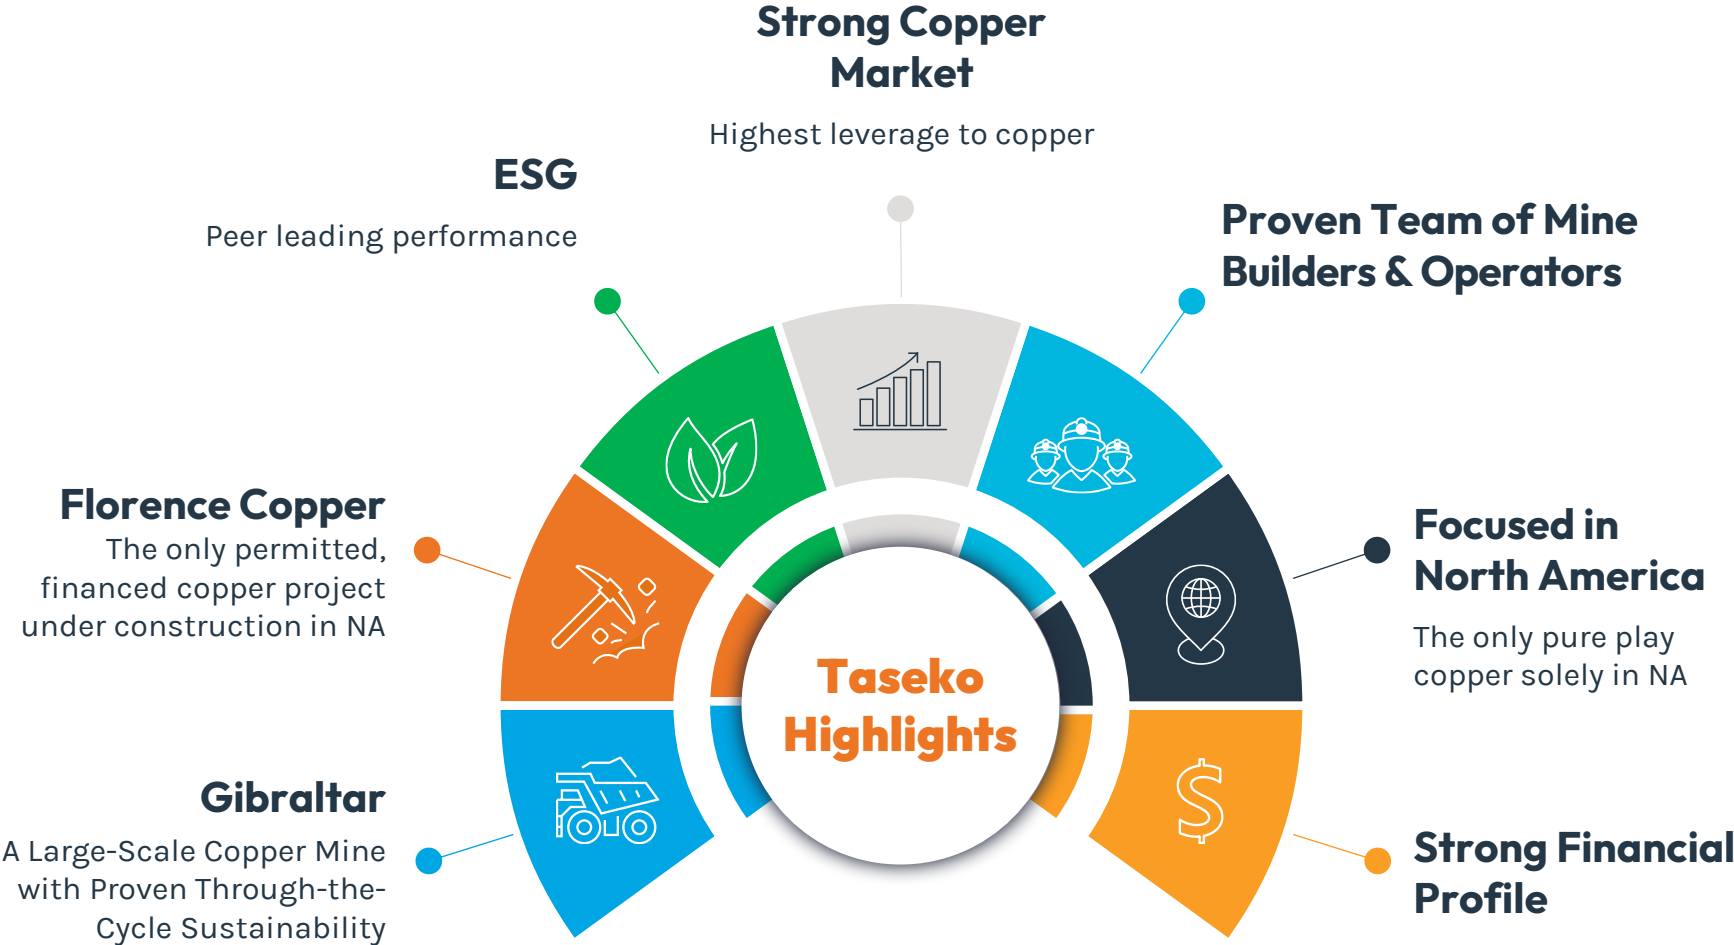 Strong Copper
Market
Highest leverage to copper
ESG
Peer leading performance
Proven Team of Mine
Builders & Operators
Florence Copper
The only permitted,
financed copper project
under construction in NA
Focused in
North America
The only pure play
copper solely in NA
Taseko
Highlights
Gibraltar
A Large-Scale Copper Mine
with Proven Through-the-
Cycle Sustainability
$
Strong Financial
Profile